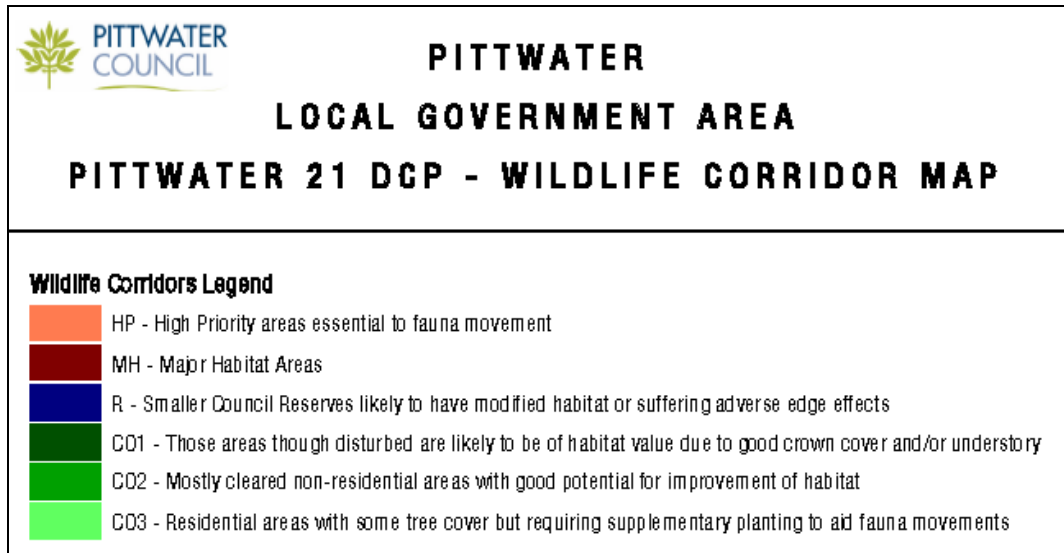 PITTWATER
COUNCIL
PITTWATER
LOCAL GOVERNMENT AREA
PITTWATER 21 DCP - WILDLIFE CORRIDOR MAP
Wildlife Corridors Legend
HP - High Priority areas essential to fauna movement
MH - Major Habitat Areas
R - Smaller Council Reserves likely to have modified habitat or suffering adverse edge effects
CO1 - Those areas though disturbed are likely to be of habitat value due to good crown cover and/or understory
CO2 - Mostly cleared non-residential areas with good potential for improvement of habitat
CO3 - Residential areas with some tree cover but requiring supplementary planting to aid fauna movements